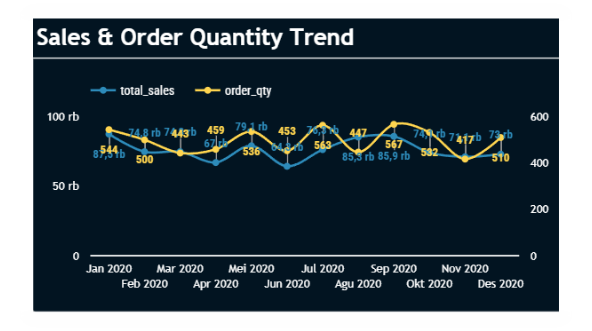 Sales & Order Quantity Trend
total_sales order_qty
100 rb 600
544 500 443 459 536 453 563 447 567 532 417 510
87,3 rb 74,8 rb 79,1 rb 85,3 rb 85,9 rb 73 rb
400
50 rb
200
0 0
Jan 2020 Mar 2020 Mei 2020 Jul 2020 Sep 2020 Nov 2020
Feb 2020 Apr 2020 Jun 2020 Agu 2020 Okt 2020 Des 2020